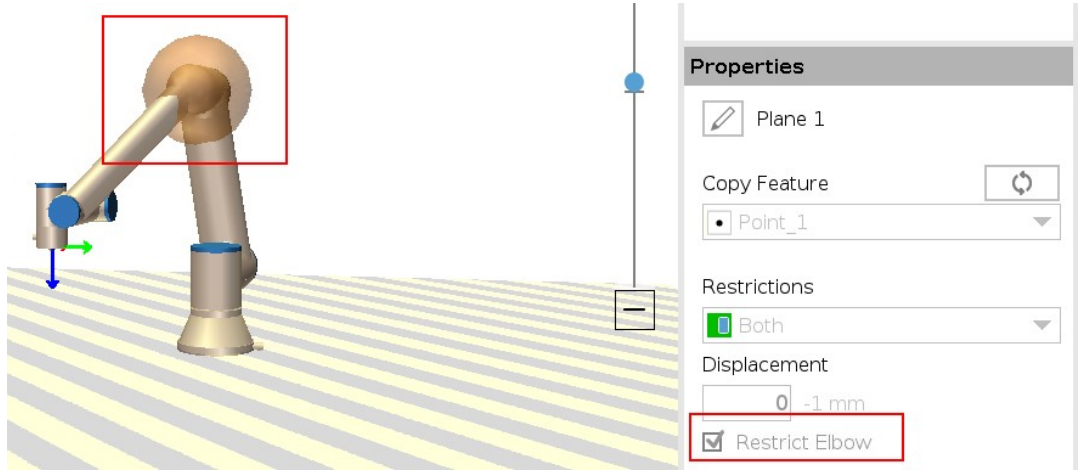 Properties
Plane 1
Copy Feature
Point_1
Restrictions
Both
Displacement
0 -1 mm
Restrict Elbow